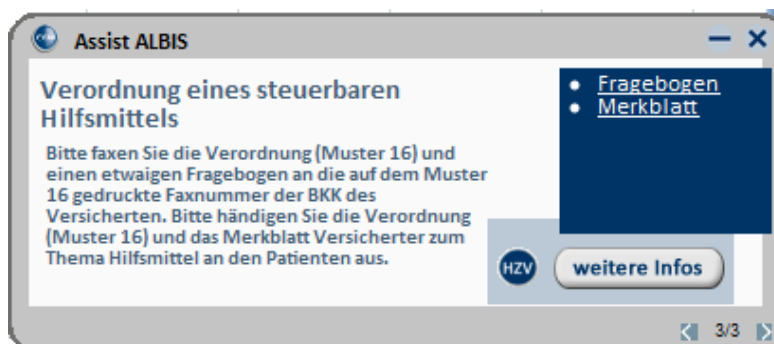 Assist ALBIS
Verordnung eines steuerbaren
Hilfsmittels
Bitte faxen Sie die Verordnung (Muster 16) und
einen etwaigen Fragebogen an die auf dem Muster
16 gedruckte Faxnummer der BKK des
Versicherten. Bitte händigen Sie die Verordnung
(Muster 16) und das Merkblatt Versicherter zum
Thema Hilfsmittel an den Patienten aus.
• Fragebogen
• Merkblatt
HZV
weitere Infos
3/3